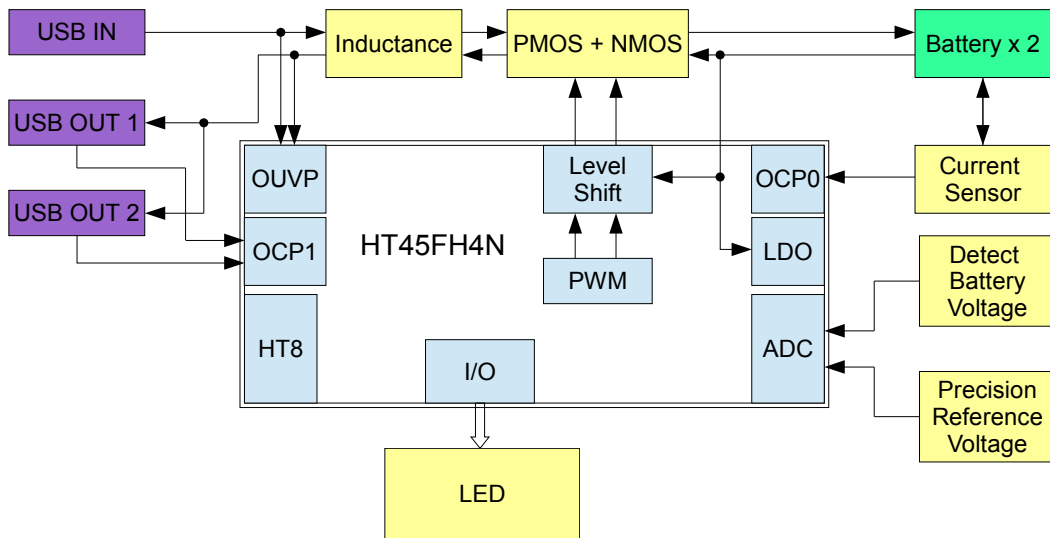 USB IN
Inductance
PMOS + NMOS
Battery x 2
USB OUT 1
USB OUT 2
OUVP
Level
Shift
OCP0
Current
Sensor
OCP1
HT45FH4N
PWM
LDO
Detect
Battery
Voltage
HT8
I/O
ADC
Precision
Reference
Voltage
LED